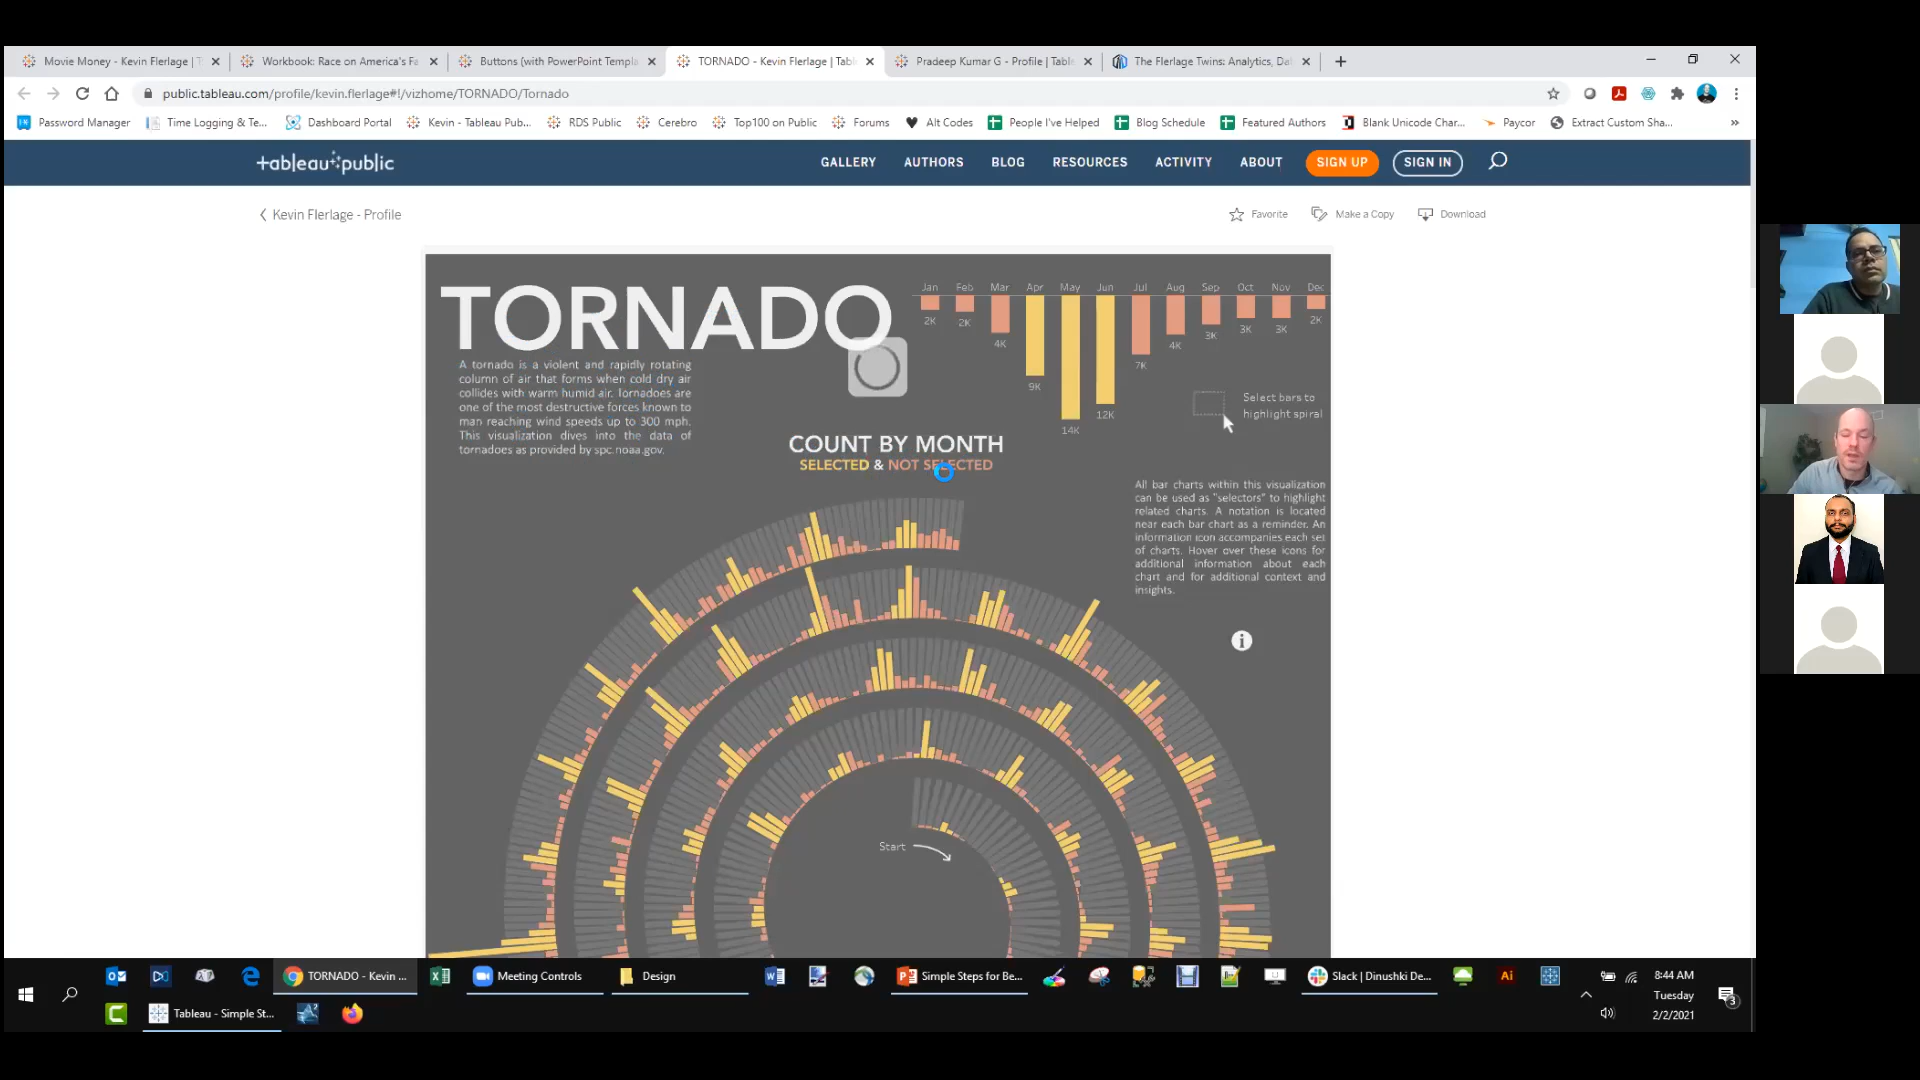 Movie Money - Kevin Flerlage | T
Workbook: Race on America's Fa
Buttons (with PowerPoint Templa
TORNADO - Kevin Flerlage | Table
Pradeep Kumar G - Profile | Table
The Flerlage Twins: Analytics, Da
public.tableau.com/profile/kevin.flerlage#!/vizhome/TORNADO/Tornado
Password Manager
Time Logging & Te...
Dashboard Portal
Kevin - Tableau Pub...
RDS Public
Cerebro
Top100 on Public
Forums
Alt Codes
People I've Helped
Blog Schedule
Featured Authors
Blank Unicode Char...
Paycor
Extract Custom Sha...
+ableau public
GALLERY
AUTHORS
BLOG
RESOURCES
ACTIVITY
ABOUT
SIGN UP
SIGN IN
Kevin Flerlage - Profile
Favorite
Make a Copy
Download
TORNADO
A tornado is a violent and rapidly rotating
column of air that forms when cold dry air
collides with warm humid air. Tornadoes are
one of the most destructive forces known to
man reaching wind speeds up to 300 mph.
This visualization dives into the data of
tornadoes as provided by spc.noaa.gov.
Jan Feb Mar Apr May Jun Jul Aug Sep Oct Nov Dec
2K 2K 4K 9K 14K 12K 7K 4K 3K 3K 3K 2K
Select bars to
highlight spiral
COUNT BY MONTH
SELECTED & NOT SELECTED
All bar charts within this visualization
can be used as "selectors" to highlight
related charts. A notation is located
near each bar chart as a reminder. An
information icon accompanies each set
of charts. Hover over these icons for
additional information about each
chart and for additional context and
insights.
i
Start
TORNADO - Kevin ...
Meeting Controls
Design
Simple Steps for Be...
Slack | Dinushki De...
Ai
8:44 AM
Tuesday
2/2/2021
3
Tableau - Simple St...